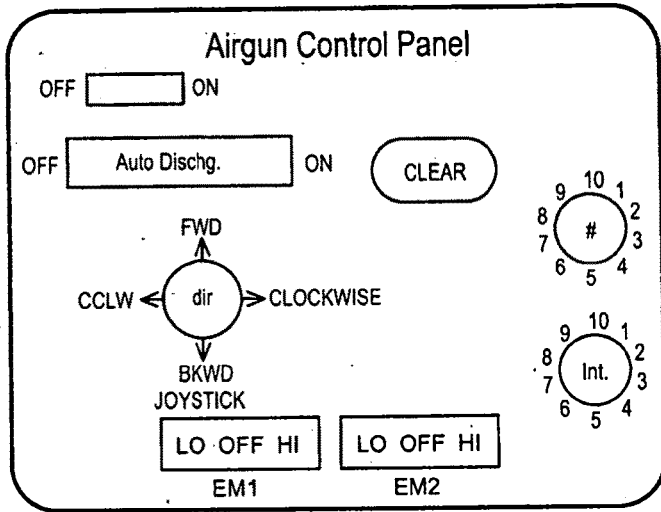 Airgun Control Panel
OFF ON
OFF Auto Dischg. ON
CLEAR
FWD
CCLW dir CLOCKWISE
BKWD
JOYSTICK
10 1 2 3 4 5 6 7 8 9
#
10 1 2 3 4 5 6 7 8 9
Int.
LO OFF HI
EM1
LO OFF HI
EM2